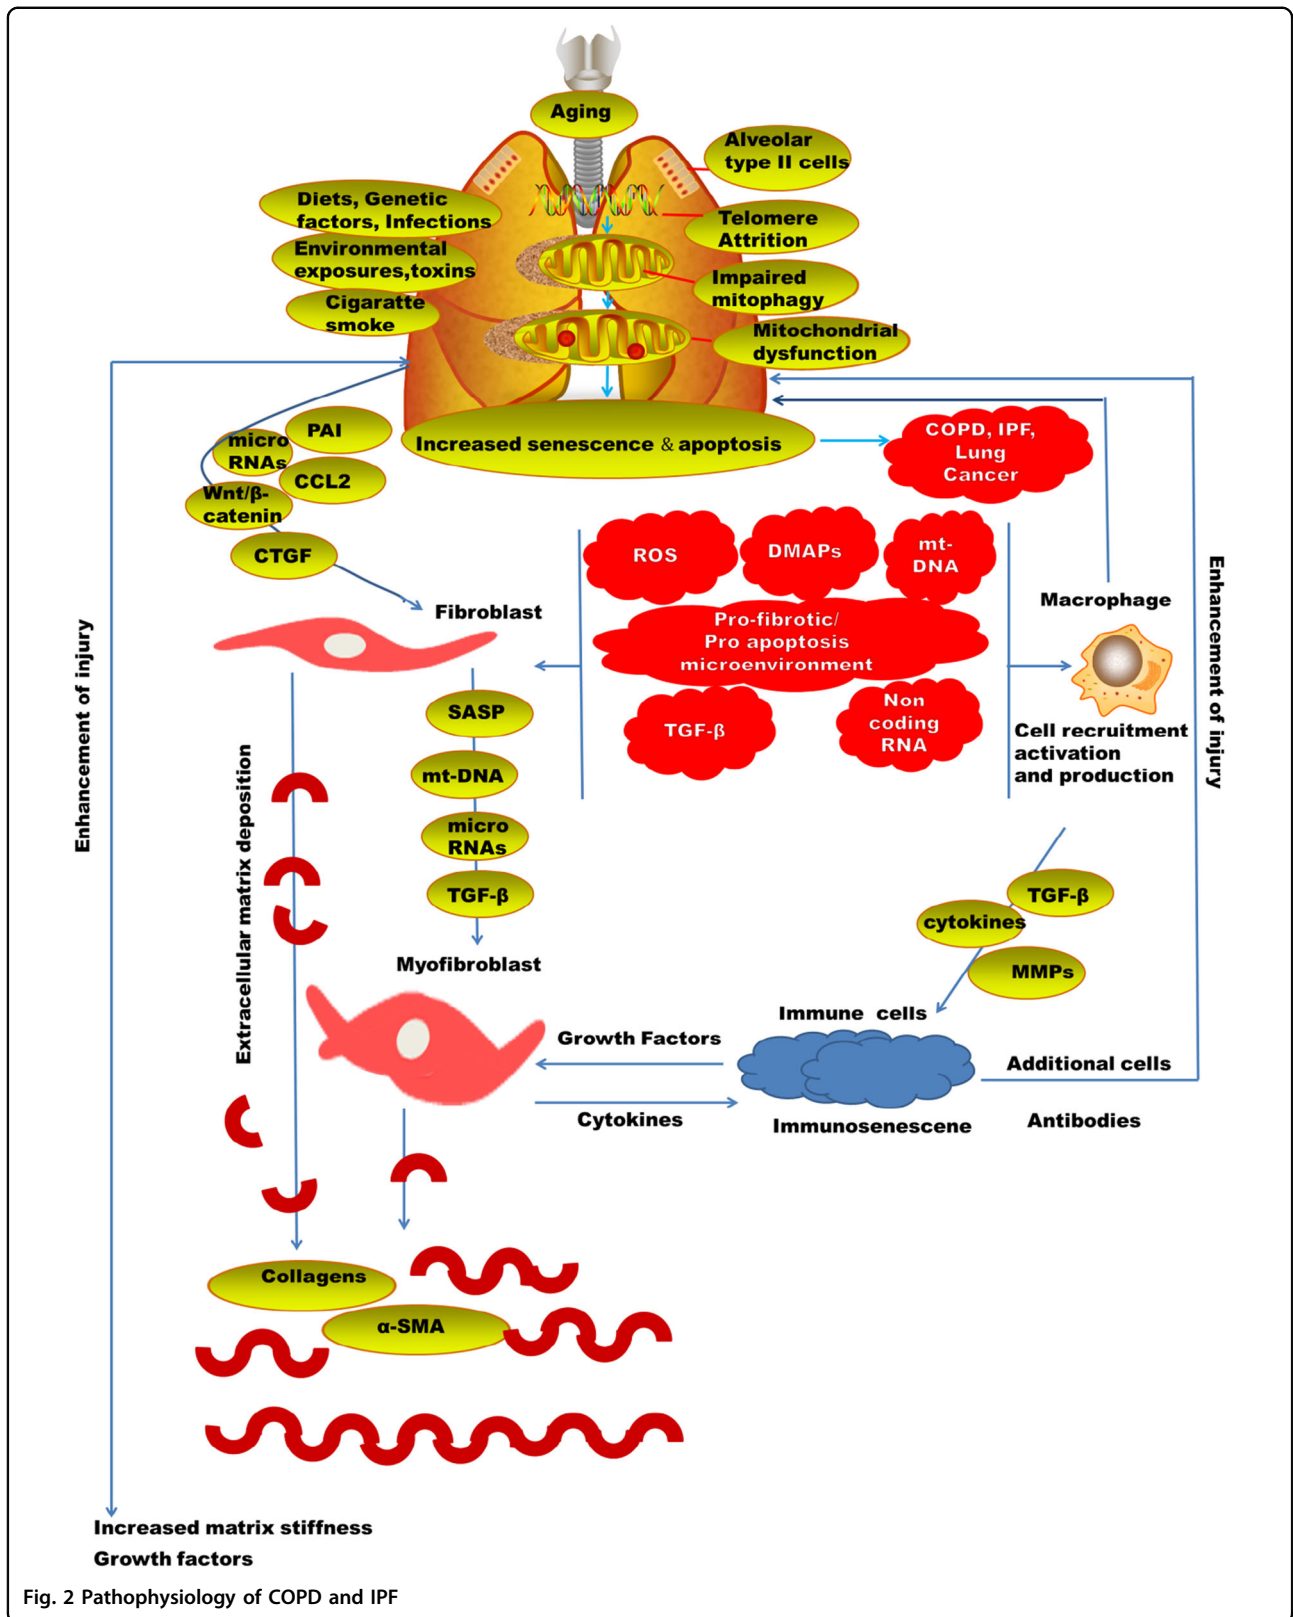 Aging
Alveolar
type II cells
Diets, Genetic
factors, Infections
Telomere
Attrition
Environmental
exposures,toxins
Impaired
mitophagy
Cigaratte
smoke
Mitochondrial
dysfunction
Increased senescence & apoptosis
COPD, IPF,
Lung
Cancer
PAI
micro
RNAs
CCL2
Wnt/β-
catenin
CTGF
ROS
DMAPs
mt-
DNA
Pro-fibrotic/
Pro apoptosis
microenvironment
TGF-β
Non
coding
RNA
Fibroblast
Macrophage
Cell recruitment
activation
and production
Enhancement of injury
Enhancement of injury
Extracellular matrix deposition
SASP
mt-DNA
micro
RNAs
TGF-β
Myofibroblast
TGF-β
cytokines
MMPs
Immune cells
Growth Factors
Additional cells
Cytokines
Immunosenescene
Antibodies
Collagens
α-SMA
Increased matrix stiffness
Growth factors
Fig. 2 Pathophysiology of COPD and IPF